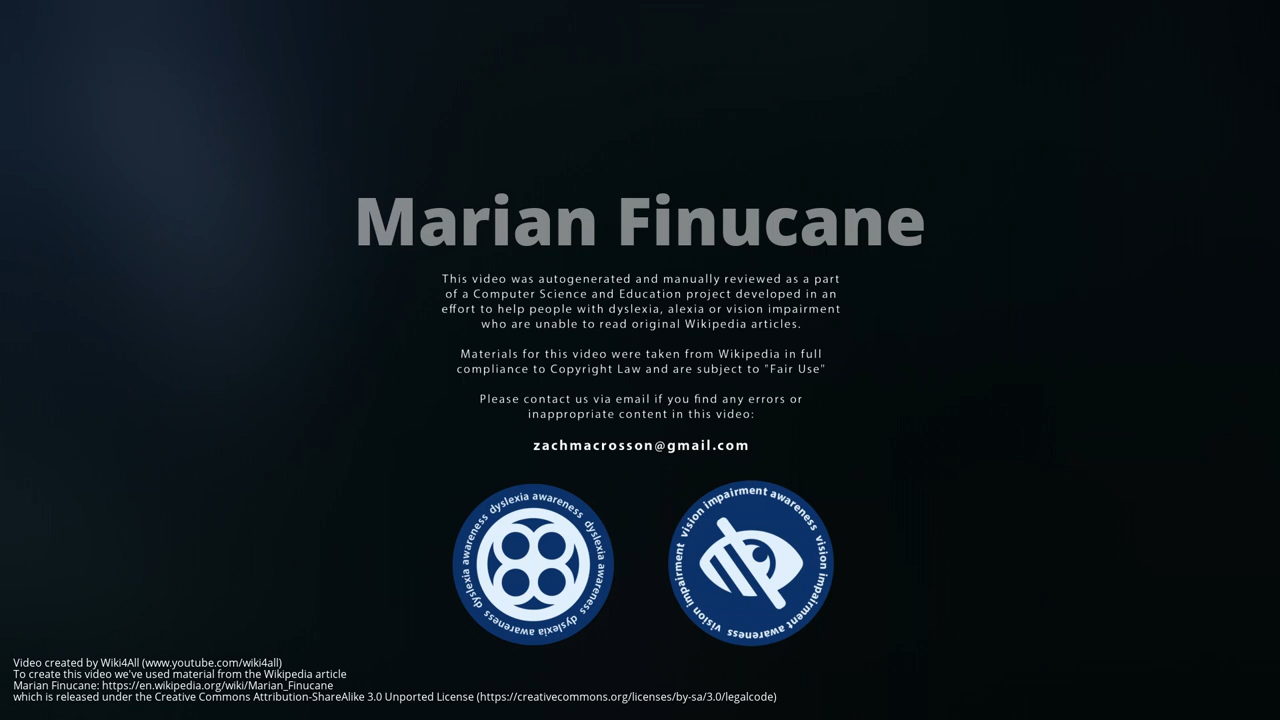 Marian Finucane
This video was autogenerated and manually reviewed as a part
of a Computer Science and Education project developed in an
effort to help people with dyslexia, alexia or vision impairment
who are unable to read original Wikipedia articles.
Materials for this video were taken from Wikipedia in full
compliance to Copyright Law and are subject to "Fair Use"
Please contact us via email if you find any errors or
inappropriate content in this video:
zachmacrosson@gmail.com
dyslexia awareness dyslexia awareness dyslexia awareness dyslexia awareness
vision impairment awareness vision impairment awareness vision impairment
Video created by Wiki4All (www.youtube.com/wiki4all)
To create this video we've used material from the Wikipedia article
Marian Finucane: https://en.wikipedia.org/wiki/Marian_Finucane
which is released under the Creative Commons Attribution-ShareAlike 3.0 Unported License (https://creativecommons.org/licenses/by-sa/3.0/legalcode)